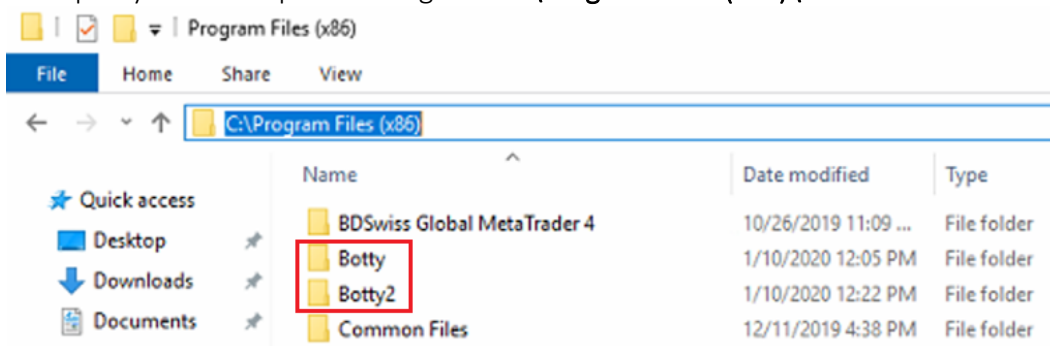 Program Files (x86)
File Home Share View
C:\Program Files (x86)
Name Date modified Type
Quick access
BDSwiss Global MetaTrader 4 10/26/2019 11:09 ... File folder
Desktop
Botty 1/10/2020 12:05 PM File folder
Downloads
Botty2 1/10/2020 12:22 PM File folder
Documents
Common Files 12/11/2019 4:38 PM File folder